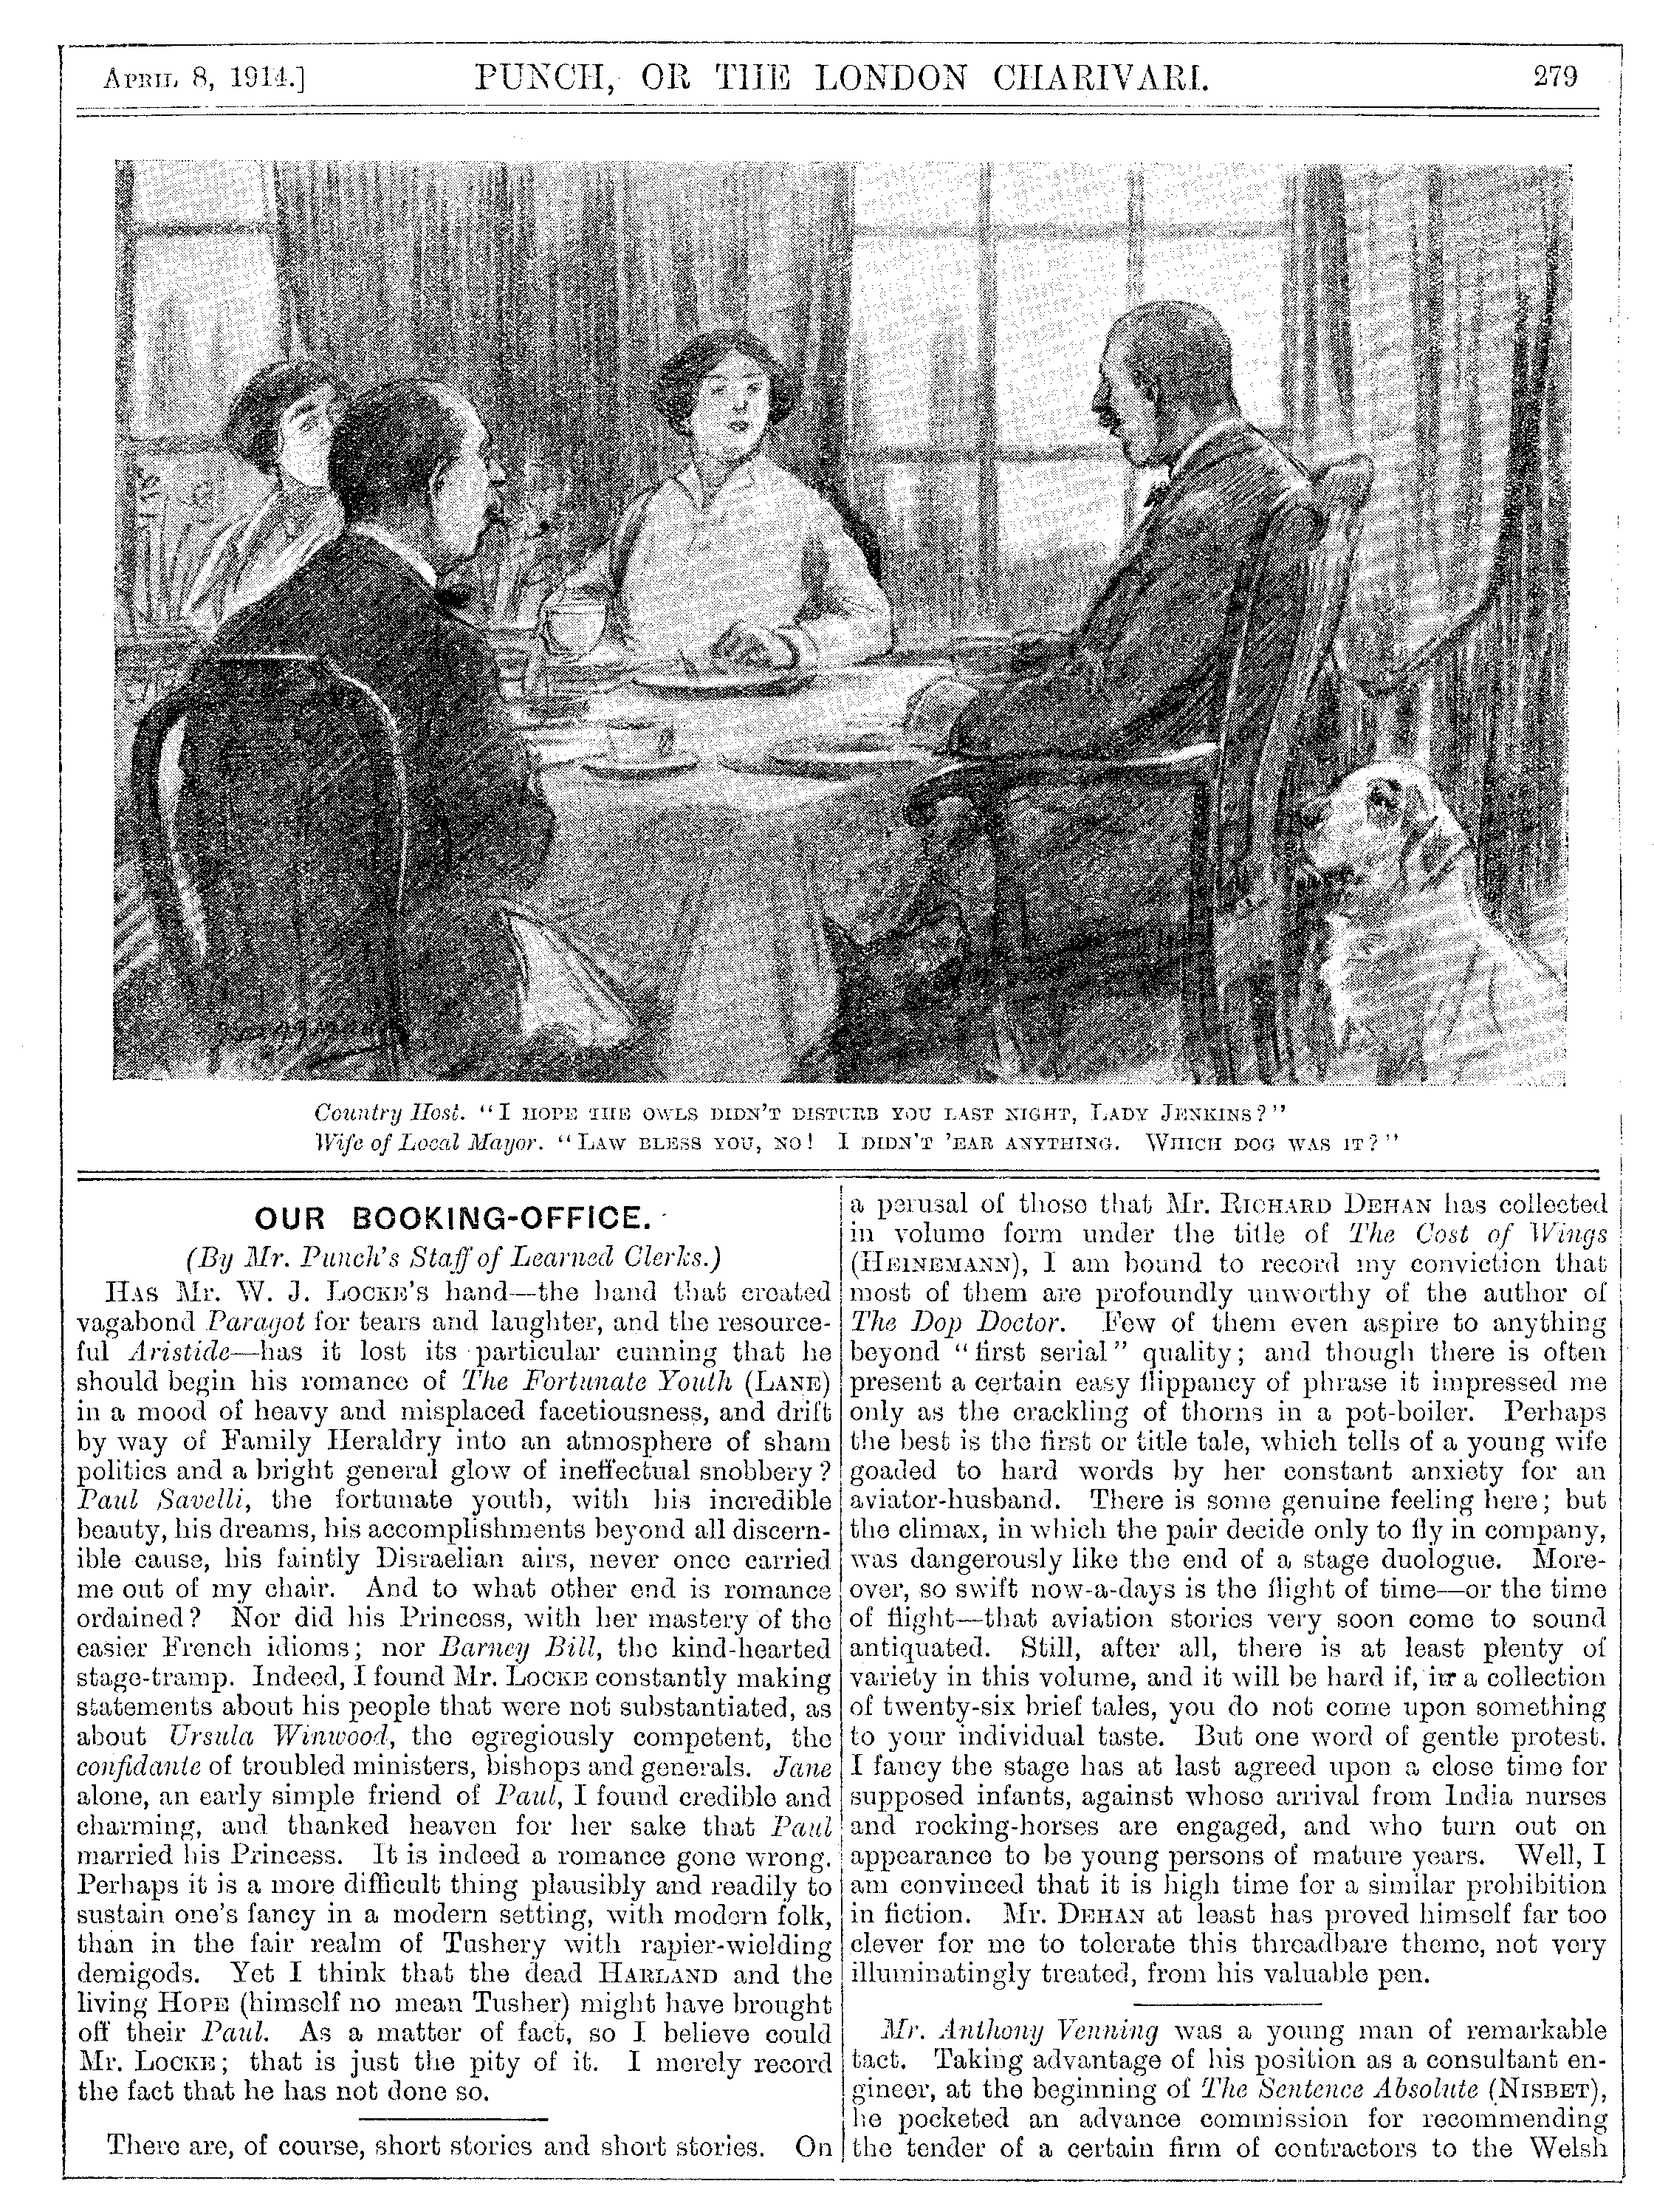 APRIL 8, 1914.]
PUNCH, OR THE LONDON CHARIVARI.
279
Country Host. "I HOPE THE OWLS DIDN'T DISTURB YOU LAST NIGHT, LADY JENKINS?"
Wife of Local Mayor. "LAW BLESS YOU, NO! I DIDN'T 'EAR ANYTHING. WHICH DOG WAS IT?"
OUR BOOKING-OFFICE.
(By Mr. Punch's Staff of Learned Clerks.)
HAS Mr. W. J. LOCKE'S hand—the hand that created
vagabond Paragot for tears and laughter, and the resource-
ful Aristide—has it lost its particular cunning that he
should begin his romance of The Fortunate Youth (LANE)
in a mood of heavy and misplaced facetiousness, and drift
by way of Family Heraldry into an atmosphere of sham
politics and a bright general glow of ineffectual snobbery?
Paul Savelli, the fortunate youth, with his incredible
beauty, his dreams, his accomplishments beyond all discern-
ible cause, his faintly Disraelian airs, never once carried
me out of my chair. And to what other end is romance
ordained? Nor did his Princess, with her mastery of the
easier French idioms; nor Barney Bill, the kind-hearted
stage-tramp. Indeed, I found Mr. LOCKE constantly making
statements about his people that were not substantiated, as
about Ursula Winwood, the egregiously competent, the
confidante of troubled ministers, bishops and generals. Jane
alone, an early simple friend of Paul, I found credible and
charming, and thanked heaven for her sake that Paul
married his Princess. It is indeed a romance gone wrong.
Perhaps it is a more difficult thing plausibly and readily to
sustain one's fancy in a modern setting, with modern folk,
than in the fair realm of Tushery with rapier-wielding
demigods. Yet I think that the dead HARLAND and the
living HOPE (himself no mean Tusher) might have brought
off their Paul. As a matter of fact, so I believe could
Mr. LOCKE; that is just the pity of it. I merely record
the fact that he has not done so.
There are, of course, short stories and short stories. On
a perusal of those that Mr. RICHARD DEHAN has collected
in volume form under the title of The Cost of Wings
(HEINEMANN), I am bound to record my conviction that
most of them are profoundly unworthy of the author of
The Dop Doctor. Few of them even aspire to anything
beyond "first serial" quality; and though there is often
present a certain easy flippancy of phrase it impressed me
only as the crackling of thorns in a pot-boiler. Perhaps
the best is the first or title tale, which tells of a young wife
goaded to hard words by her constant anxiety for an
aviator-husband. There is some genuine feeling here; but
the climax, in which the pair decide only to fly in company,
was dangerously like the end of a stage duologue. More-
over, so swift now-a-days is the flight of time—or the time
of flight—that aviation stories very soon come to sound
antiquated. Still, after all, there is at least plenty of
variety in this volume, and it will be hard if, in a collection
of twenty-six brief tales, you do not come upon something
to your individual taste. But one word of gentle protest.
I fancy the stage has at last agreed upon a close time for
supposed infants, against whose arrival from India nurses
and rocking-horses are engaged, and who turn out on
appearance to be young persons of mature years. Well, I
am convinced that it is high time for a similar prohibition
in fiction. Mr. DEHAN at least has proved himself far too
clever for me to tolerate this threadbare theme, not very
illuminatingly treated, from his valuable pen.
Mr. Anthony Venning was a young man of remarkable
tact. Taking advantage of his position as a consultant en-
gineer, at the beginning of The Sentence Absolute (NISBET),
he pocketed an advance commission for recommending
the tender of a certain firm of contractors to the Welsh